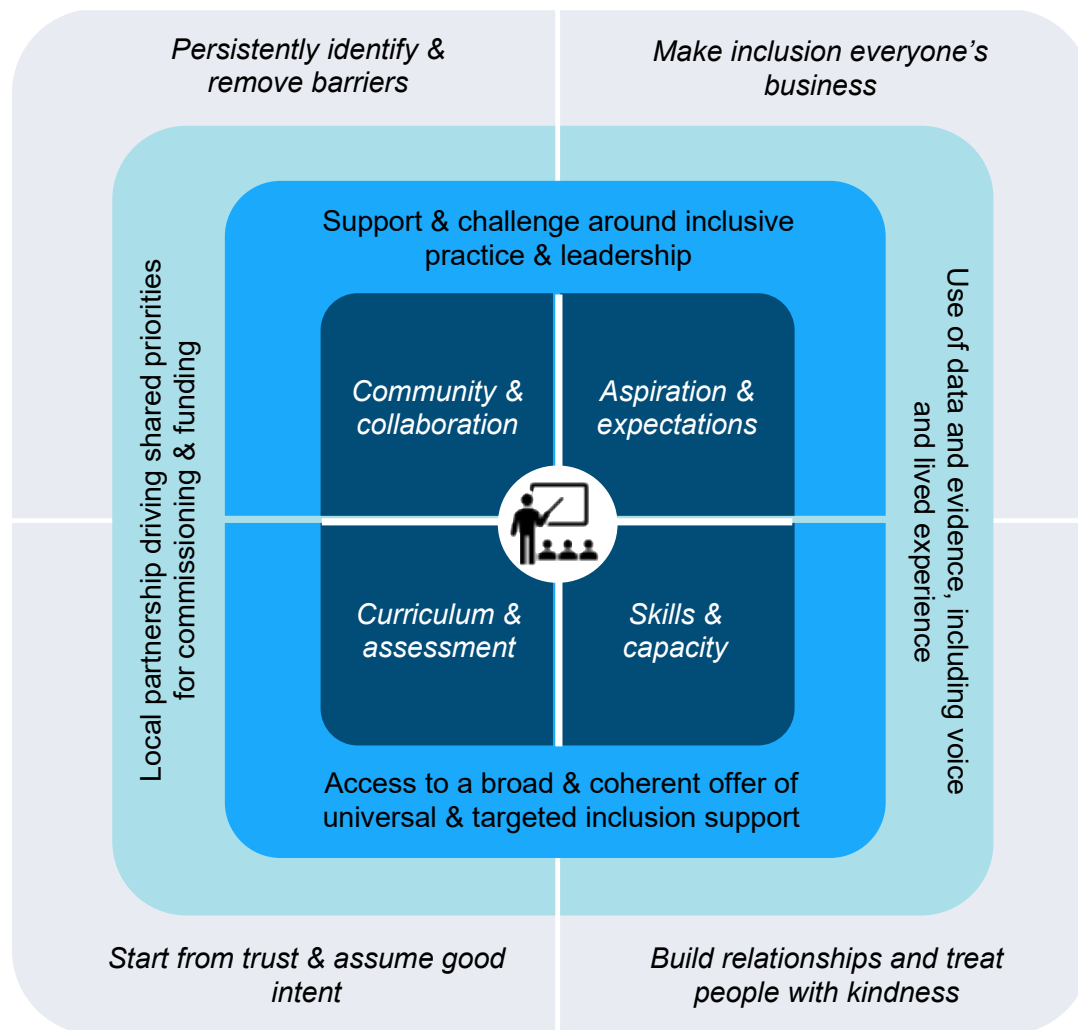 Persistently identify &
remove barriers
Make inclusion everyone’s
business
Support & challenge around inclusive
practice & leadership
Local partnership driving shared priorities
for commissioning & funding
Community &
collaboration
Aspiration &
expectations
Use of data and evidence, including voice
and lived experience
Curriculum &
assessment
Skills &
capacity
Access to a broad & coherent offer of
universal & targeted inclusion support
Start from trust & assume good
intent
Build relationships and treat
people with kindness